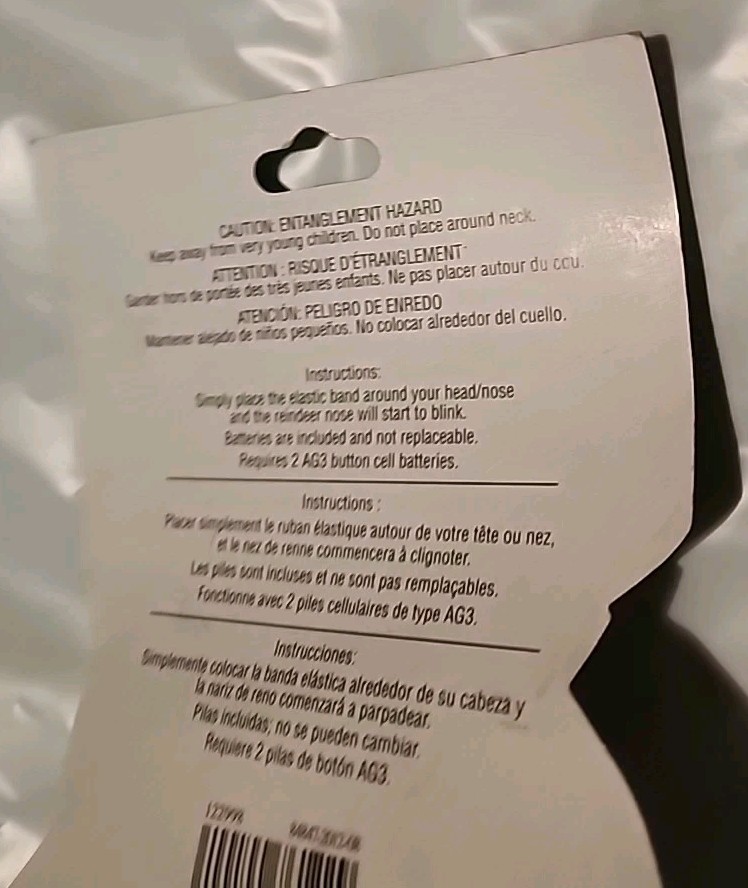 CAUTION: ENTANGLEMENT HAZARD
Keep away from very young children. Do not place around neck.
ATTENTION : RISQUE D'ÉTRANGLEMENT
Garder hors de portée des très jeunes enfants. Ne pas placer autour du cou.
ATENCIÓN: PELIGRO DE ENREDO
Mantener alejado de niños pequeños. No colocar alrededor del cuello.
Instructions:
Simply place the elastic band around your head/nose
and the reindeer nose will start to blink.
Batteries are included and not replaceable.
Requires 2 AG3 button cell batteries.
Instructions :
Placer simplement le ruban élastique autour de votre tête ou nez,
et le nez de renne commencera à clignoter.
Les piles sont incluses et ne sont pas remplaçables.
Fonctionne avec 2 piles cellulaires de type AG3.
Instrucciones:
Simplemente colocar la banda elástica alrededor de su cabeza y
la nariz de reno comenzará a parpadear.
Pilas incluidas; no se pueden cambiar.
Requiere 2 pilas de botón AG3.
122998